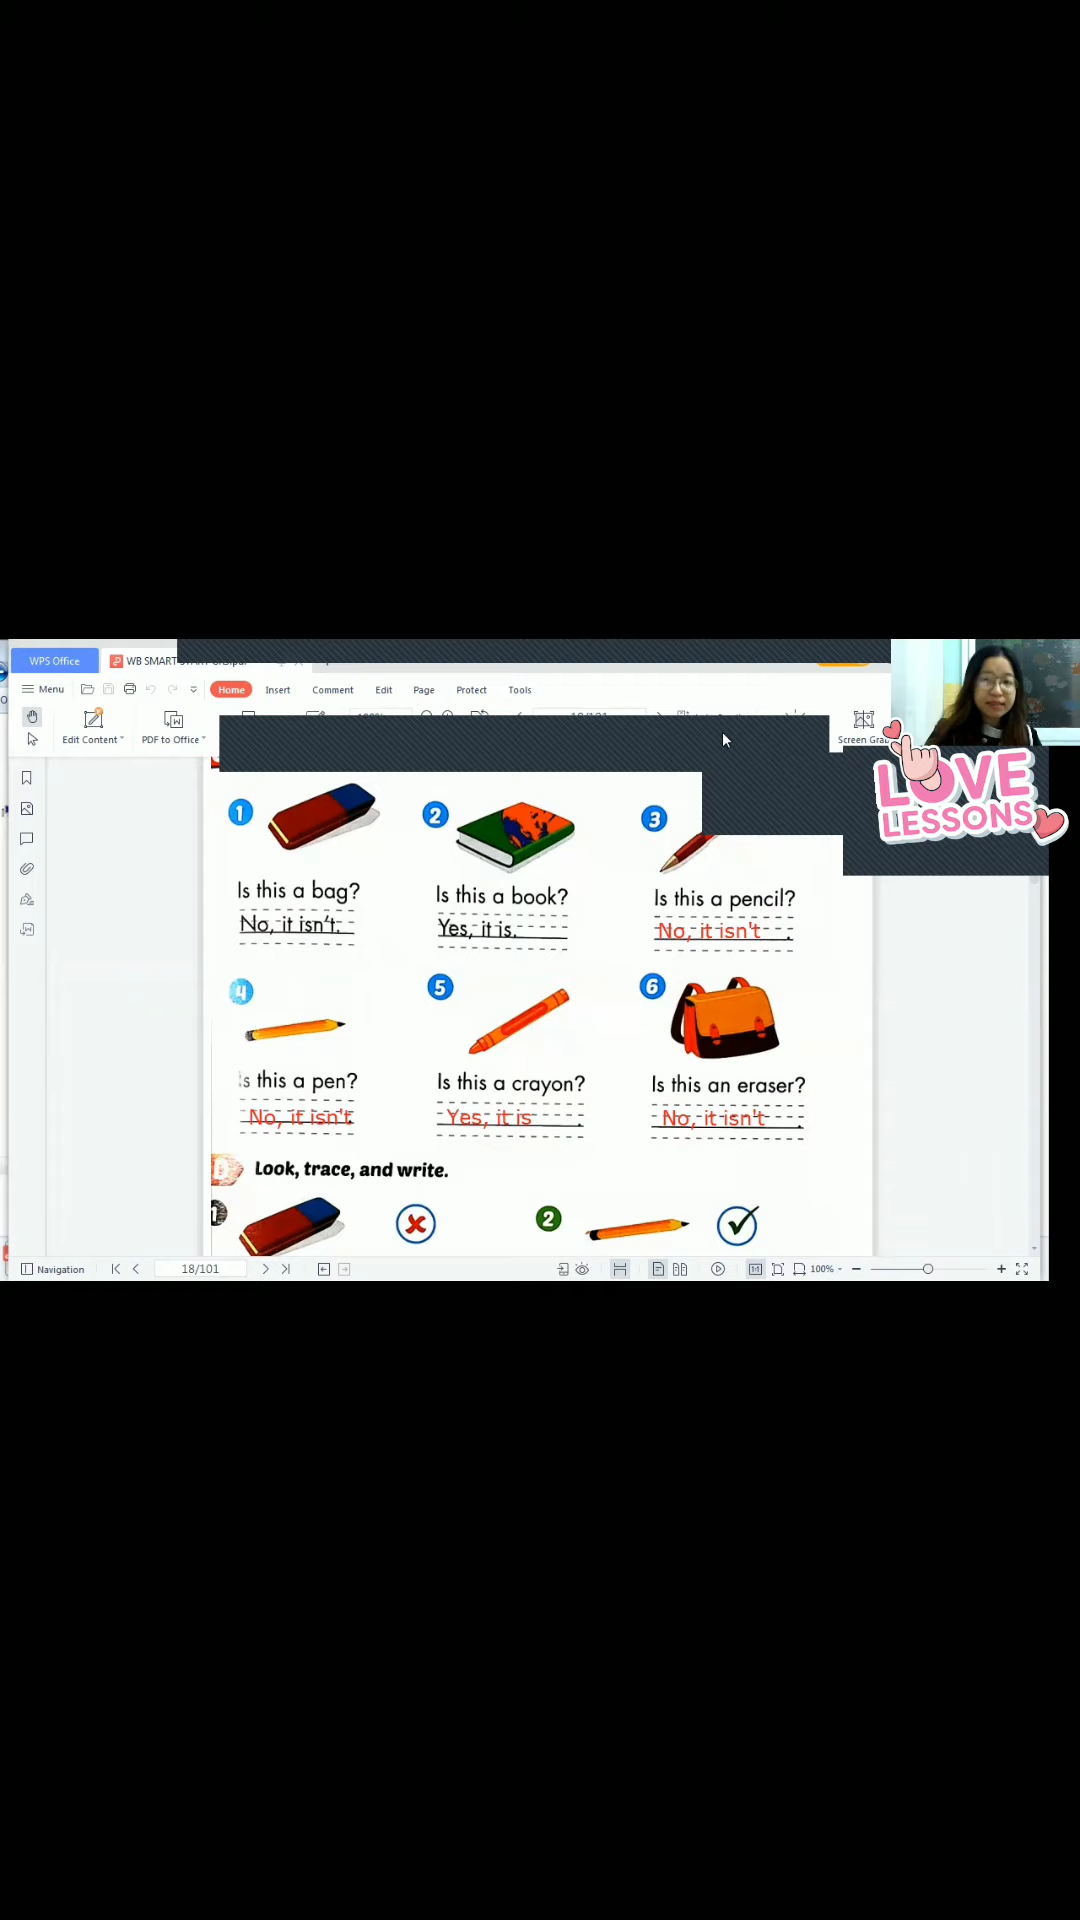 WPS Office
WB SMART
Menu
Home
Insert
Comment
Edit
Page
Protect
Tools
Edit Content
PDF to Office
Screen Grab
LOVE
LESSONS
1
2
3
Is this a bag?
Is this a book?
Is this a pencil?
No, it isn't.
Yes, it is.
No, it isn't .
4
5
6
Is this a pen?
Is this a crayon?
Is this an eraser?
No, it isn't.
Yes, it is .
No, it isn't .
D Look, trace, and write.
1
2
Navigation
18/101
100%